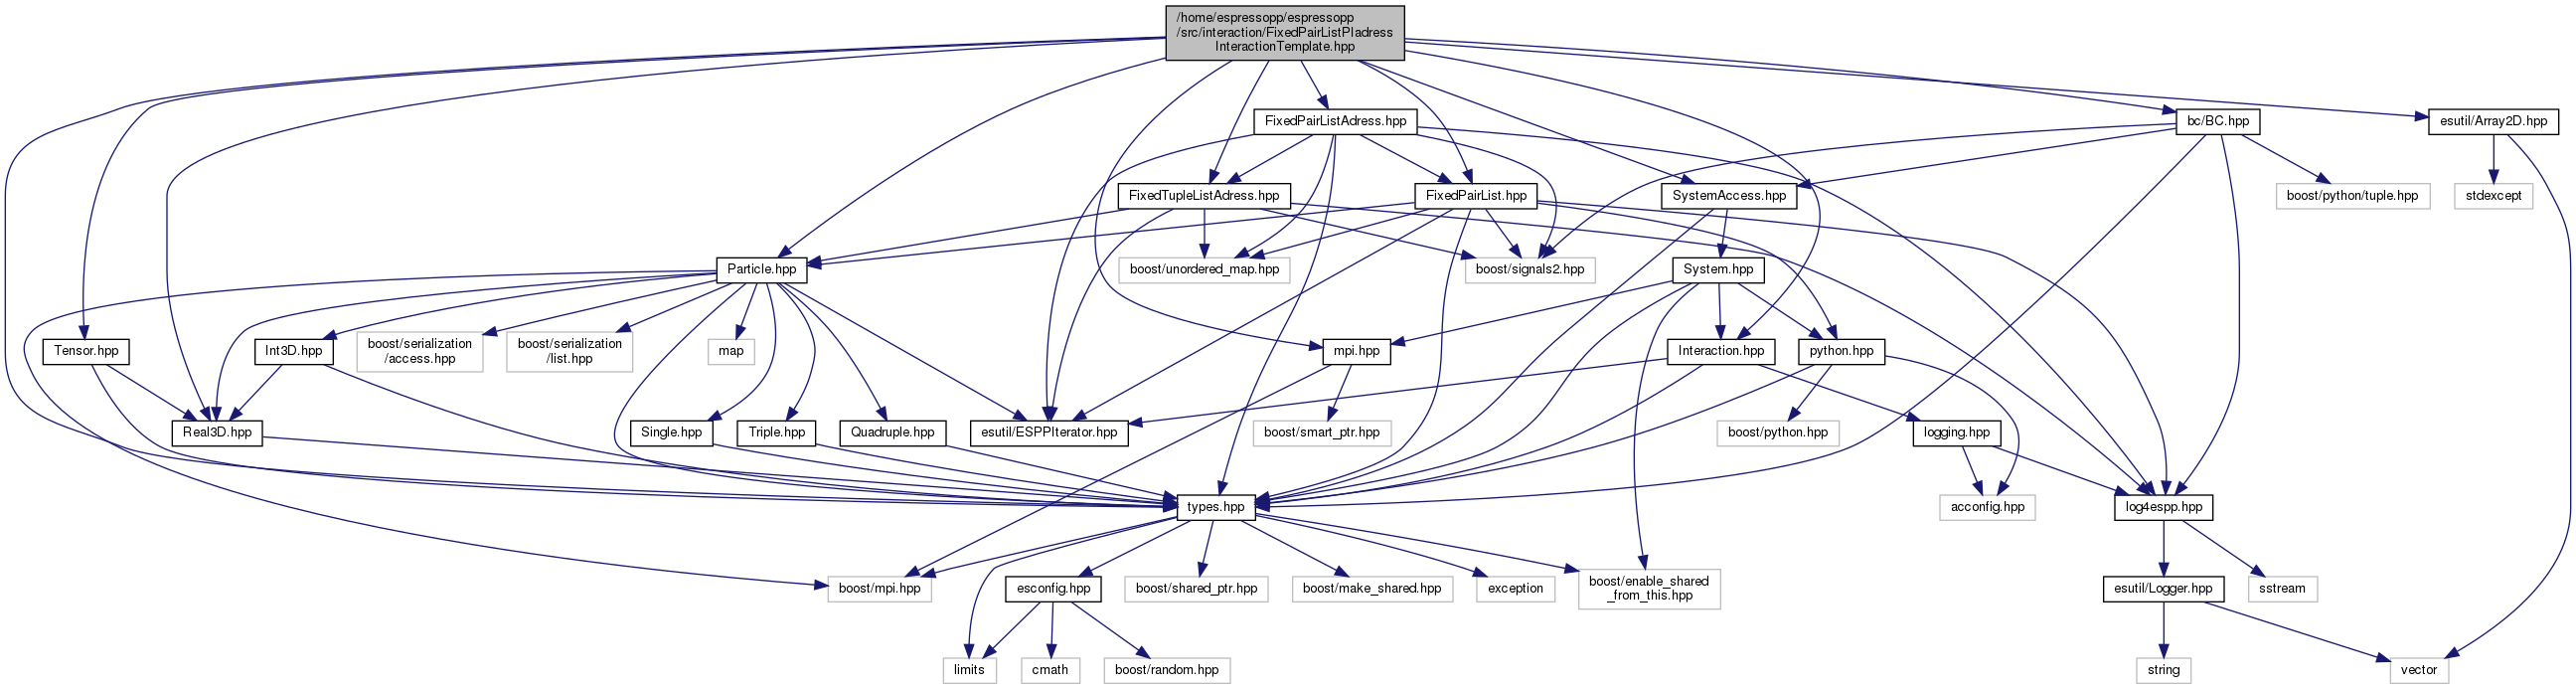 /home/espressopp/espressopp
/src/interaction/FixedPairListPIadress
InteractionTemplate.hpp
FixedPairListAdress.hpp
bc/BC.hpp
esutil/Array2D.hpp
FixedTupleListAdress.hpp
FixedPairList.hpp
SystemAccess.hpp
boost/python/tuple.hpp
stdexcept
Particle.hpp
boost/unordered_map.hpp
boost/signals2.hpp
System.hpp
Tensor.hpp
Int3D.hpp
boost/serialization
/access.hpp
boost/serialization
/list.hpp
map
mpi.hpp
Interaction.hpp
python.hpp
Real3D.hpp
Single.hpp
Triple.hpp
Quadruple.hpp
esutil/ESPPIterator.hpp
boost/smart_ptr.hpp
boost/python.hpp
logging.hpp
types.hpp
acconfig.hpp
log4espp.hpp
boost/mpi.hpp
esconfig.hpp
boost/shared_ptr.hpp
boost/make_shared.hpp
exception
boost/enable_shared
_from_this.hpp
esutil/Logger.hpp
sstream
limits
cmath
boost/random.hpp
string
vector